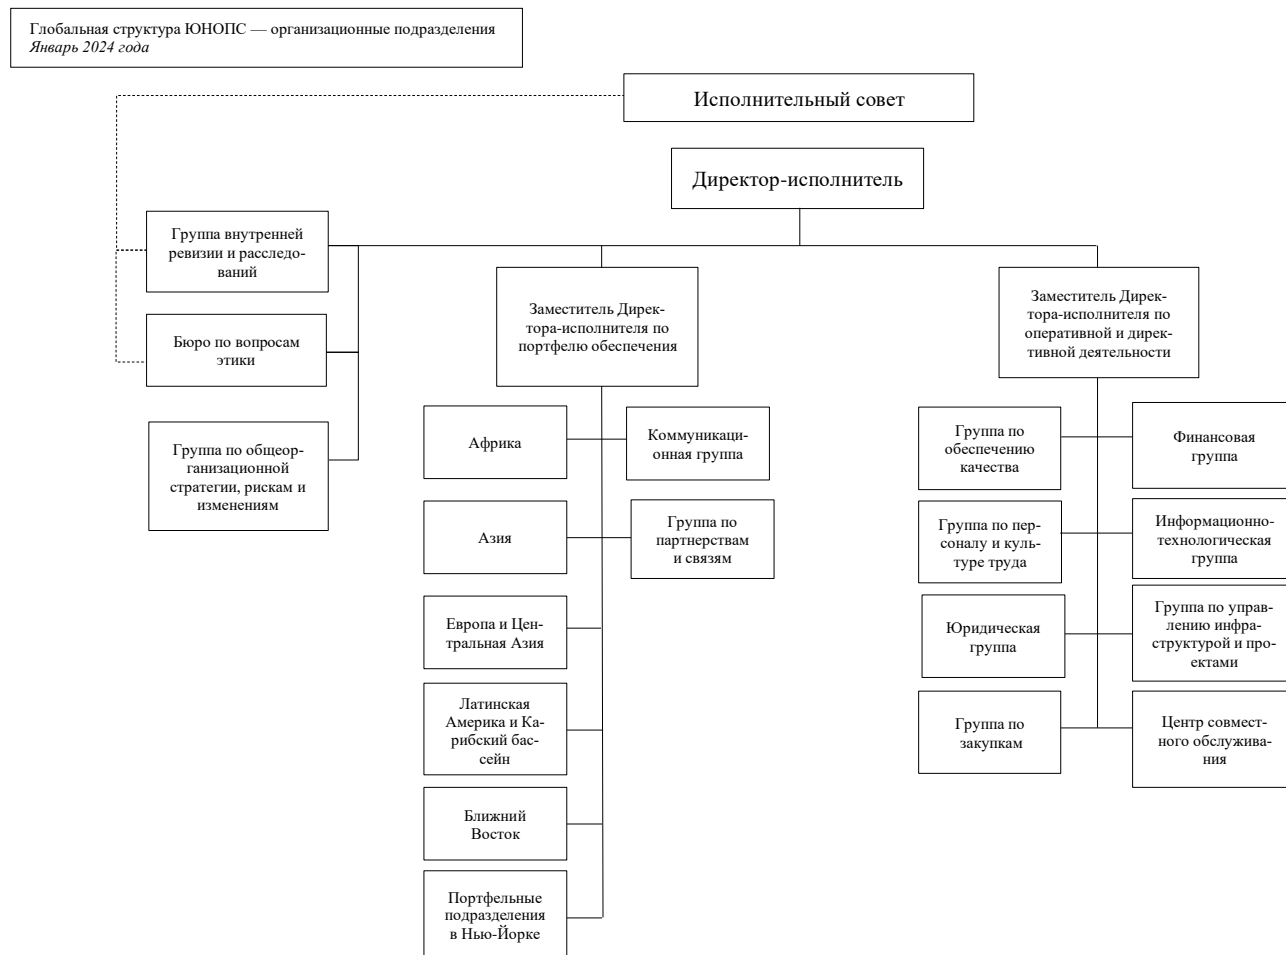 Глобальная структура ЮНОПС — организационные подразделения
Январь 2024 года
Исполнительный совет
Директор-исполнитель
Группа внутренней
ревизии и расследо-
ваний
Бюро по вопросам
этики
Группа по общеор-
ганизационной
стратегии, рискам и
изменениям
Заместитель Дирек-
тора-исполнителя по
портфелю обеспечения
Африка
Коммуникаци-
онная группа
Азия
Группа по
партнерствам
и связям
Европа и Цен-
тральная Азия
Латинская
Америка и Ка-
рибский бас-
сейн
Ближний
Восток
Портфельные
подразделения
в Нью-Йорке
Заместитель Дирек-
тора-исполнителя по
оперативной и дирек-
тивной деятельности
Группа по
обеспечению
качества
Финансовая
группа
Группа по пер-
соналу и куль-
туре труда
Информационно-
технологическая
группа
Юридическая
группа
Группа по управ-
лению инфра-
структурой и про-
ектами
Группа по
закупкам
Центр совмест-
ного обслужива-
ния